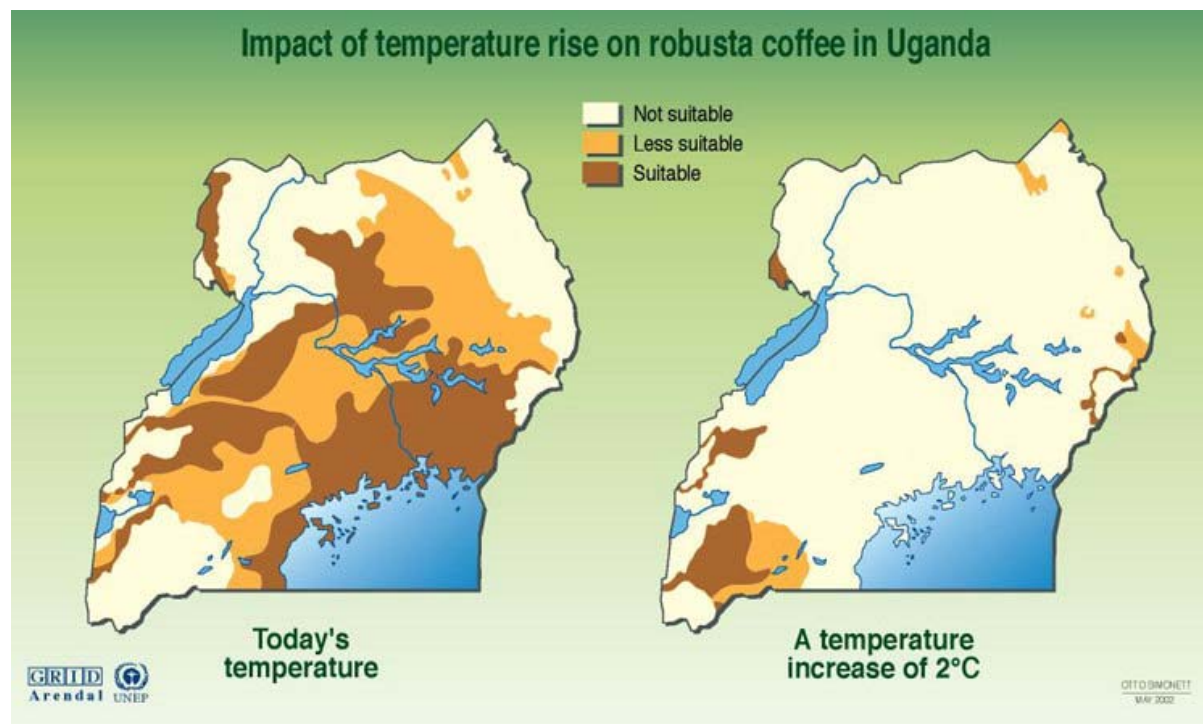 Impact of temperature rise on robusta coffee in Uganda
Not suitable
Less suitable
Suitable
Today's
temperature
A temperature
increase of 2°C
GRID
Arendal
UNEP
OTTO SIMONETT
MAY 2002